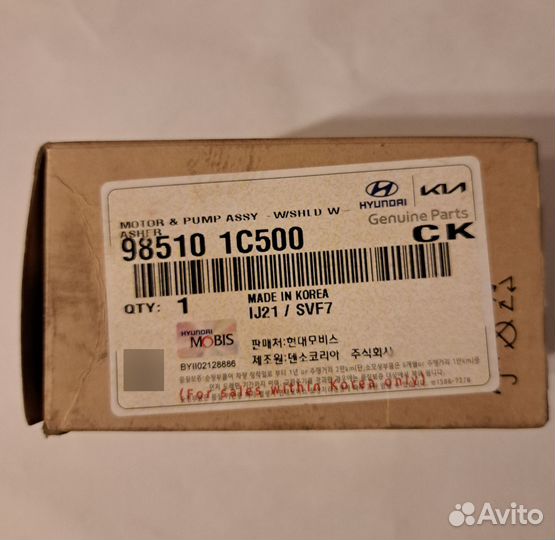 MOTOR & PUMP ASSY -W/SHLD W
ASHER
HYUNDAI KIA
Genuine Parts
98510 1C500
CK
QTY: 1
MADE IN KOREA
IJ21 / SVF7
HYUNDAI
MOBIS
BYII02128886
판매처:현대모비스
제조원:덴소코리아 주식회사
(For sales within Korea only)
Avito